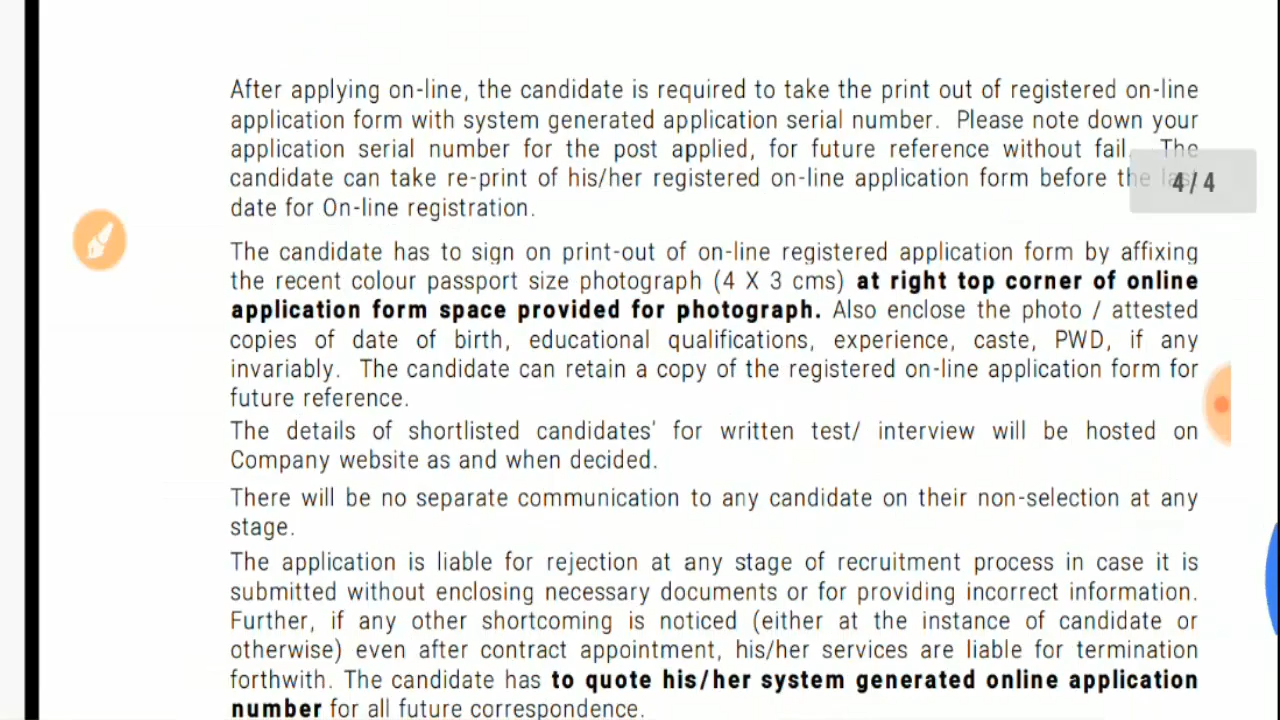 After applying on-line, the candidate is required to take the print out of registered on-line
application form with system generated application serial number. Please note down your
application serial number for the post applied, for future reference without fail. The
candidate can take re-print of his/her registered on-line application form before the last
4/4
date for On-line registration.
The candidate has to sign on print-out of on-line registered application form by affixing
the recent colour passport size photograph (4 X 3 cms) at right top corner of online
application form space provided for photograph. Also enclose the photo / attested
copies of date of birth, educational qualifications, experience, caste, PWD, if any
invariably. The candidate can retain a copy of the registered on-line application form for
future reference.
The details of shortlisted candidates' for written test/ interview will be hosted on
Company website as and when decided.
There will be no separate communication to any candidate on their non-selection at any
stage.
The application is liable for rejection at any stage of recruitment process in case it is
submitted without enclosing necessary documents or for providing incorrect information.
Further, if any other shortcoming is noticed (either at the instance of candidate or
otherwise) even after contract appointment, his/her services are liable for termination
forthwith. The candidate has to quote his/her system generated online application
number for all future correspondence.